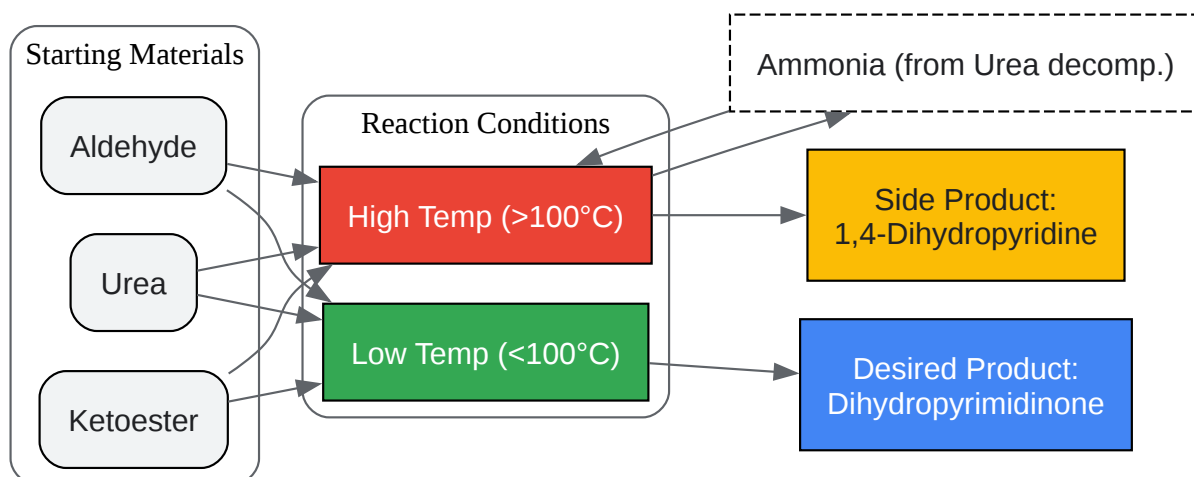 Starting Materials
Aldehyde
Urea
Ketoester
Reaction Conditions
High Temp (>100°C)
Low Temp (<100°C)
Ammonia (from Urea decomp.)
Side Product:
1,4-Dihydropyridine
Desired Product:
Dihydropyrimidinone